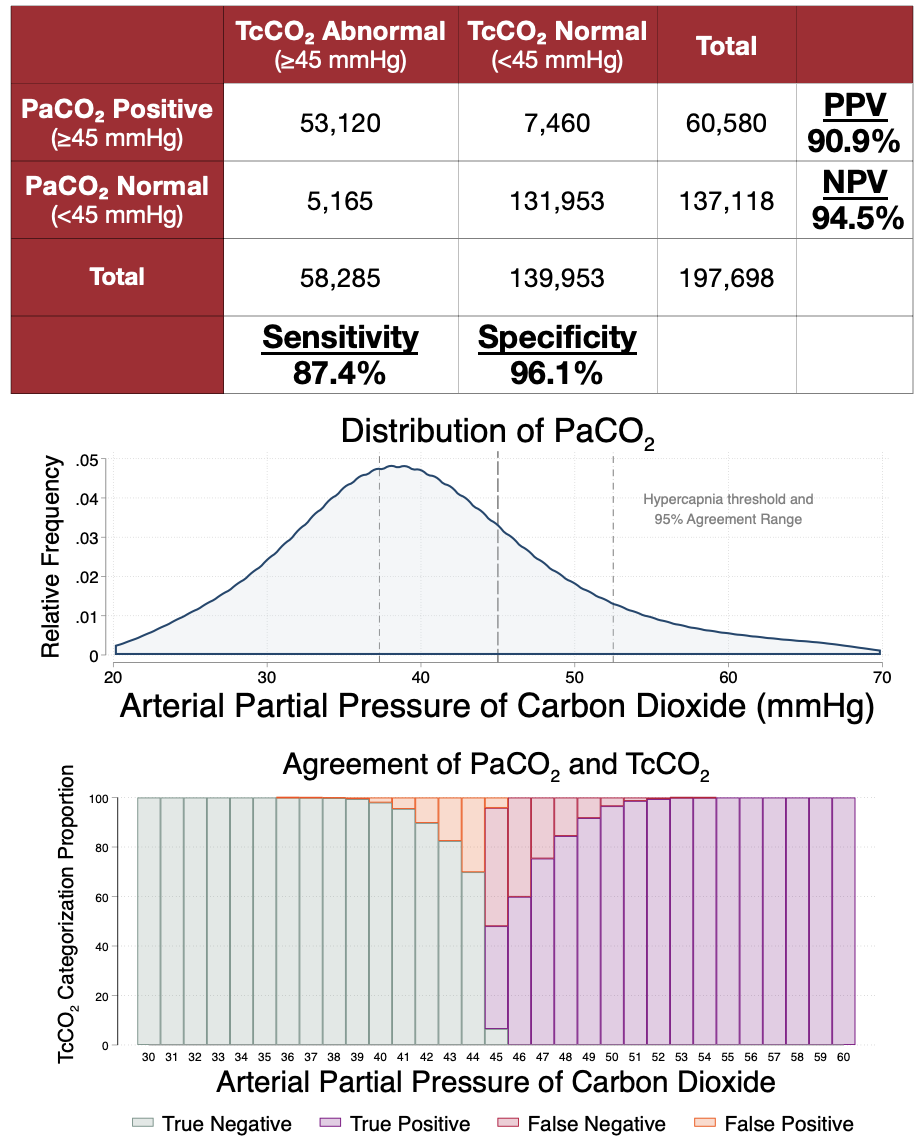 TcCO₂ Abnormal
(≥45 mmHg)
TcCO₂ Normal
(<45 mmHg)
Total
PaCO₂ Positive
(≥45 mmHg)
53,120
7,460
60,580
PPV
90.9%
PaCO₂ Normal
(<45 mmHg)
5,165
131,953
137,118
NPV
94.5%
Total
58,285
139,953
197,698
Sensitivity
87.4%
Specificity
96.1%
Distribution of PaCO₂
Relative Frequency
.05
.04
.03
.02
.01
0
Hypercapnia threshold and
95% Agreement Range
20 30 40 50 60 70
Arterial Partial Pressure of Carbon Dioxide (mmHg)
Agreement of PaCO₂ and TcCO₂
TcCO₂ Categorization Proportion
100
80
60
40
20
0
30 31 32 33 34 35 36 37 38 39 40 41 42 43 44 45 46 47 48 49 50 51 52 53 54 55 56 57 58 59 60
Arterial Partial Pressure of Carbon Dioxide
True Negative True Positive False Negative False Positive